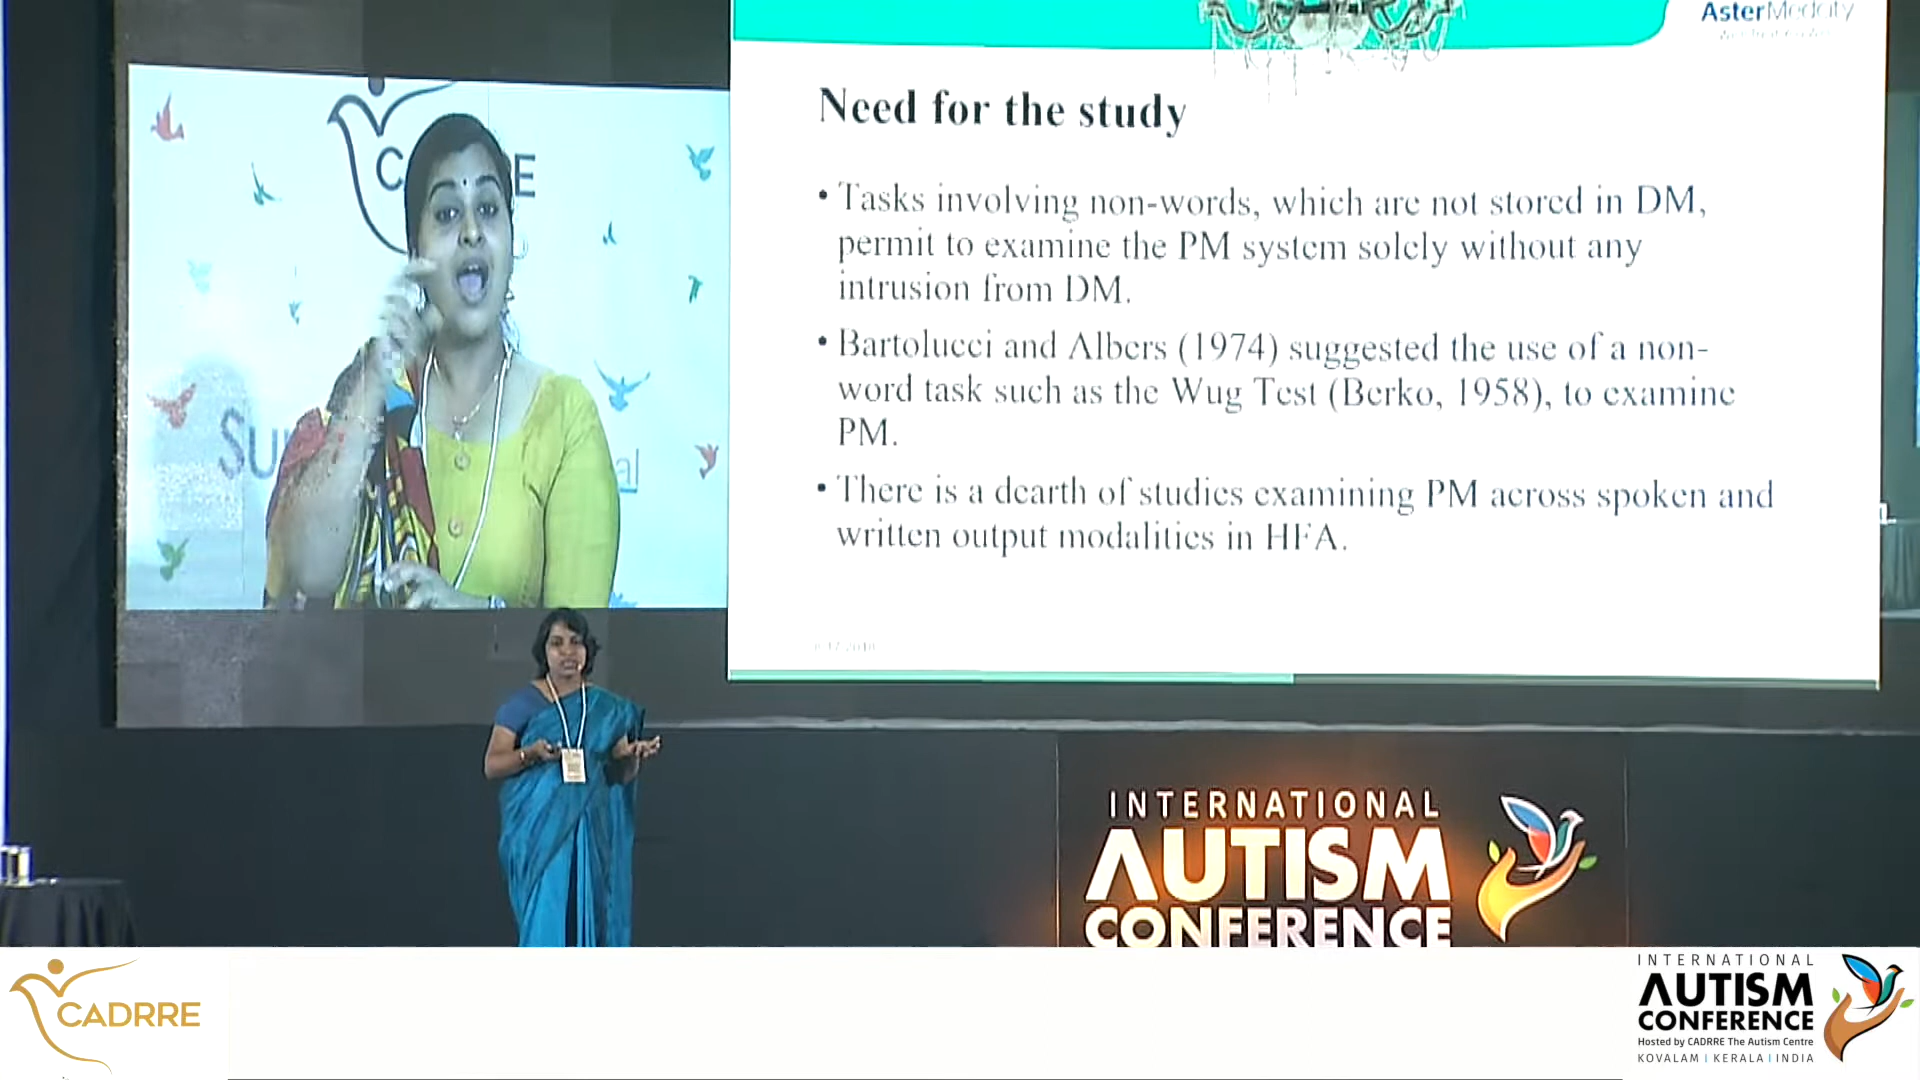 AsterMedcity
Need for the study
• Tasks involving non-words, which are not stored in DM,
permit to examine the PM system solely without any
intrusion from DM.
• Bartolucci and Albers (1974) suggested the use of a non-
word task such as the Wug Test (Berko, 1958), to examine
PM.
• There is a dearth of studies examining PM across spoken and
written output modalities in HFA.
INTERNATIONAL
AUTISM
CONFERENCE
CADRRE
INTERNATIONAL
AUTISM
CONFERENCE
Hosted by CADRRE The Autism Centre
KOVALAM | KERALA | INDIA